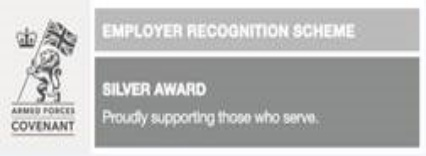 ARMED FORCES
COVENANT
EMPLOYER RECOGNITION SCHEME
SILVER AWARD
Proudly supporting those who serve.